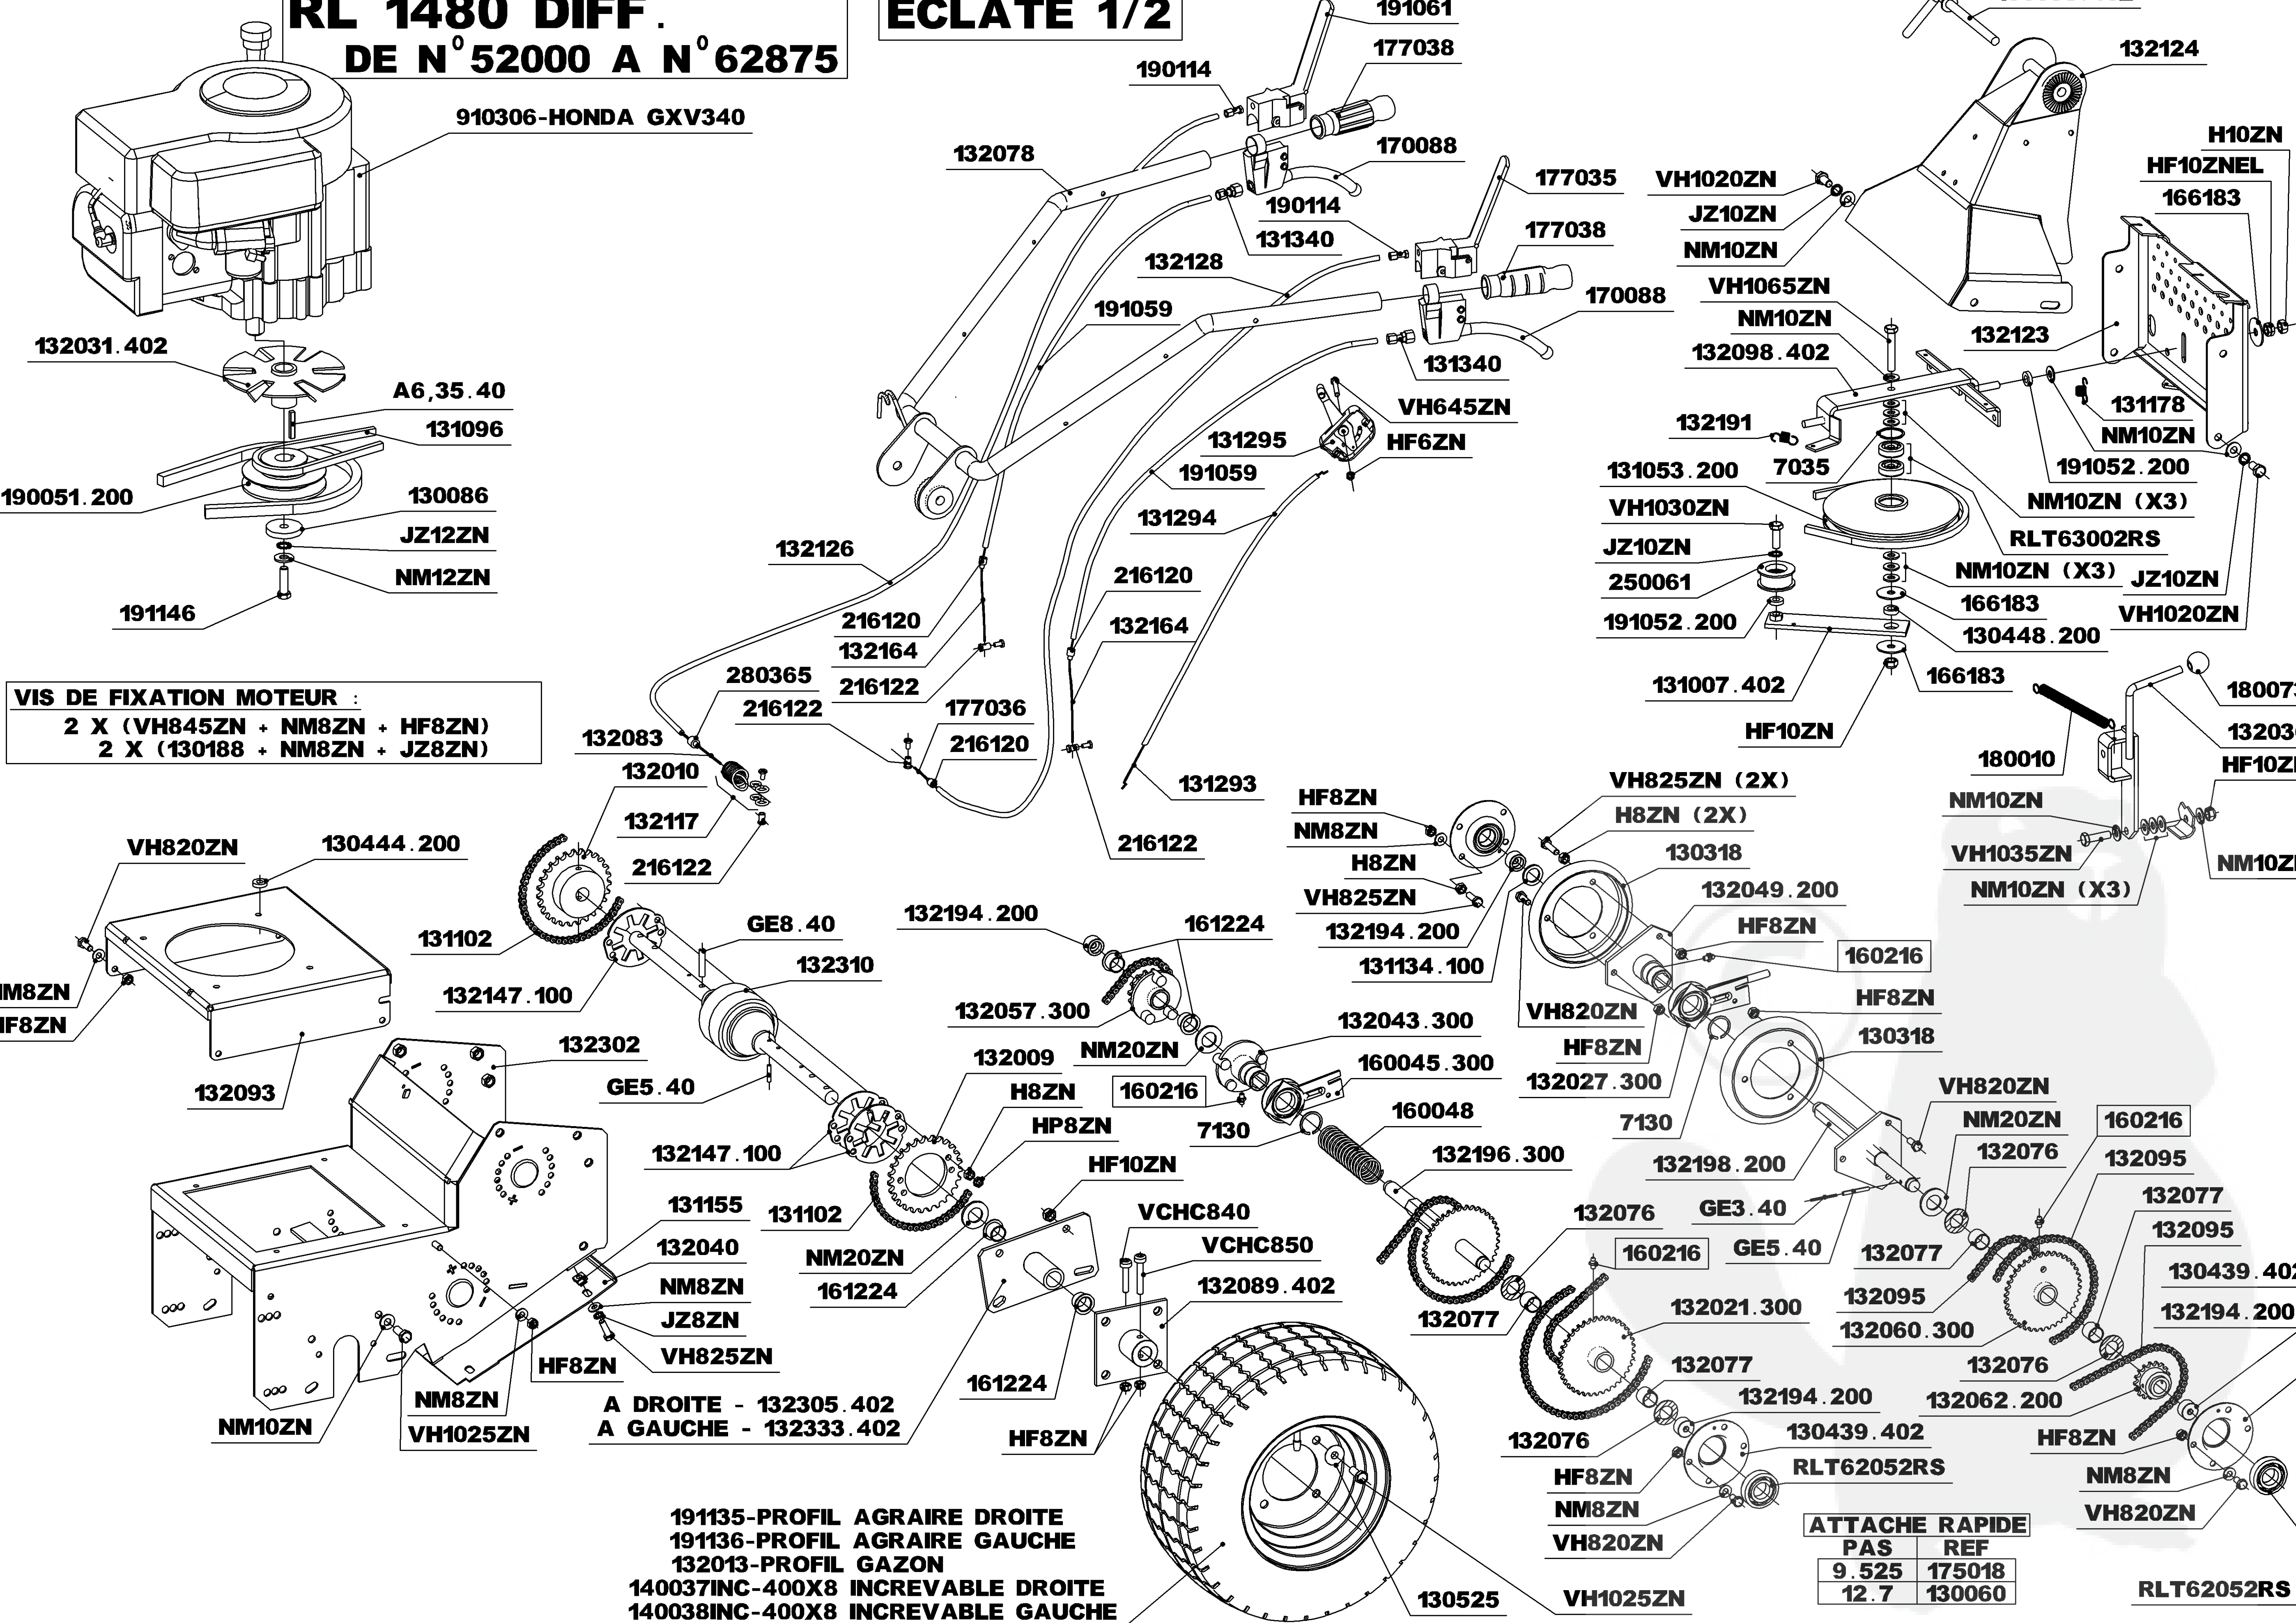 RL 1480 DIFF.
DE N°52000 A N°62875
ECLATE 1/2
910306-HONDA GXV340
132031.402
A6,35.40
131096
190051.200
130086
JZ12ZN
NM12ZN
191146
VIS DE FIXATION MOTEUR :
2 X (VH845ZN + NM8ZN + HF8ZN)
2 X (130188 + NM8ZN + JZ8ZN)
191061
177038
190114
132078
170088
177035
190114
131340
177038
132128
191059
170088
131340
VH645ZN
131295
HF6ZN
191059
131294
132126
216120
216120
132164
132164
216122
280365
216122
177036
132083
216120
132010
131293
132117
216122
216122
132124
H10ZN
HF10ZNEL
166183
VH1020ZN
JZ10ZN
NM10ZN
VH1065ZN
NM10ZN
132098.402
132123
131178
132191
NM10ZN
131053.200
7035
191052.200
NM10ZN (X3)
VH1030ZN
RLT63002RS
JZ10ZN
NM10ZN (X3)
JZ10ZN
250061
166183
VH1020ZN
191052.200
130448.200
131007.402
166183
HF10ZN
180010
NM10ZN
VH1035ZN
NM10ZN (X3)
VH820ZN
130444.200
131102
132147.100
GE8.40
132310
132093
132302
GE5.40
132147.100
132009
H8ZN
HP8ZN
HF10ZN
131102
131155
132040
NM8ZN
JZ8ZN
VH825ZN
HF8ZN
NM8ZN
NM10ZN
VH1025ZN
NM20ZN
161224
161224
VCHC840
VCHC850
132089.402
A DROITE - 132305.402
A GAUCHE - 132333.402
HF8ZN
132194.200
161224
132057.300
NM20ZN
132043.300
160216
160045.300
7130
160048
132196.300
HF8ZN
NM8ZN
H8ZN
VH825ZN
132194.200
131134.100
VH825ZN (2X)
H8ZN (2X)
130318
132049.200
HF8ZN
160216
VH820ZN
HF8ZN
HF8ZN
130318
132027.300
7130
VH820ZN
NM20ZN
160216
132198.200
132076
132095
GE3.40
GE5.40
132077
132077
132095
130439.402
132194.200
132095
132060.300
132076
132062.200
HF8ZN
NM8ZN
VH820ZN
RLT62052RS
132076
160216
132077
132021.300
132077
132194.200
132076
130439.402
HF8ZN
RLT62052RS
NM8ZN
VH820ZN
191135-PROFIL AGRAIRE DROITE
191136-PROFIL AGRAIRE GAUCHE
132013-PROFIL GAZON
140037INC-400X8 INCREVABLE DROITE
140038INC-400X8 INCREVABLE GAUCHE
130525
VH1025ZN
ATTACHE RAPIDE
PAS REF
9.525 175018
12.7 130060